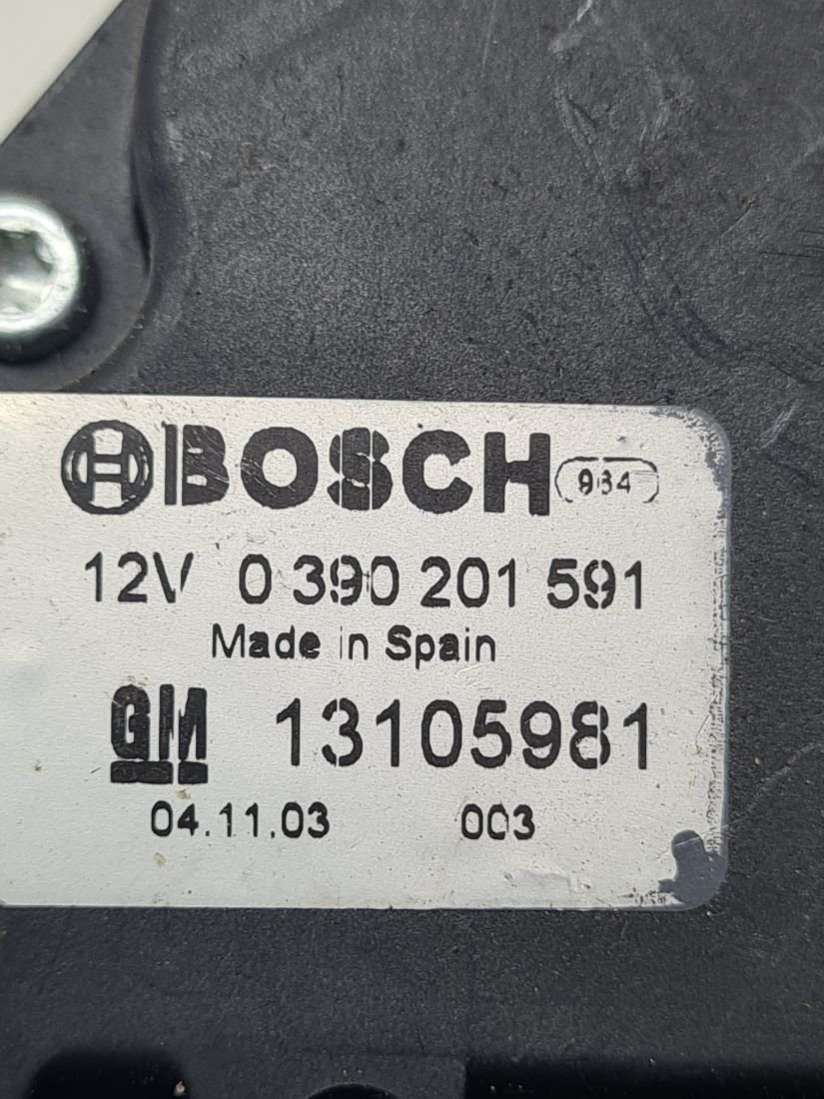 BOSCH 984
12V 0 390 201 591
Made in Spain
GM 13105981
04.11.03 003